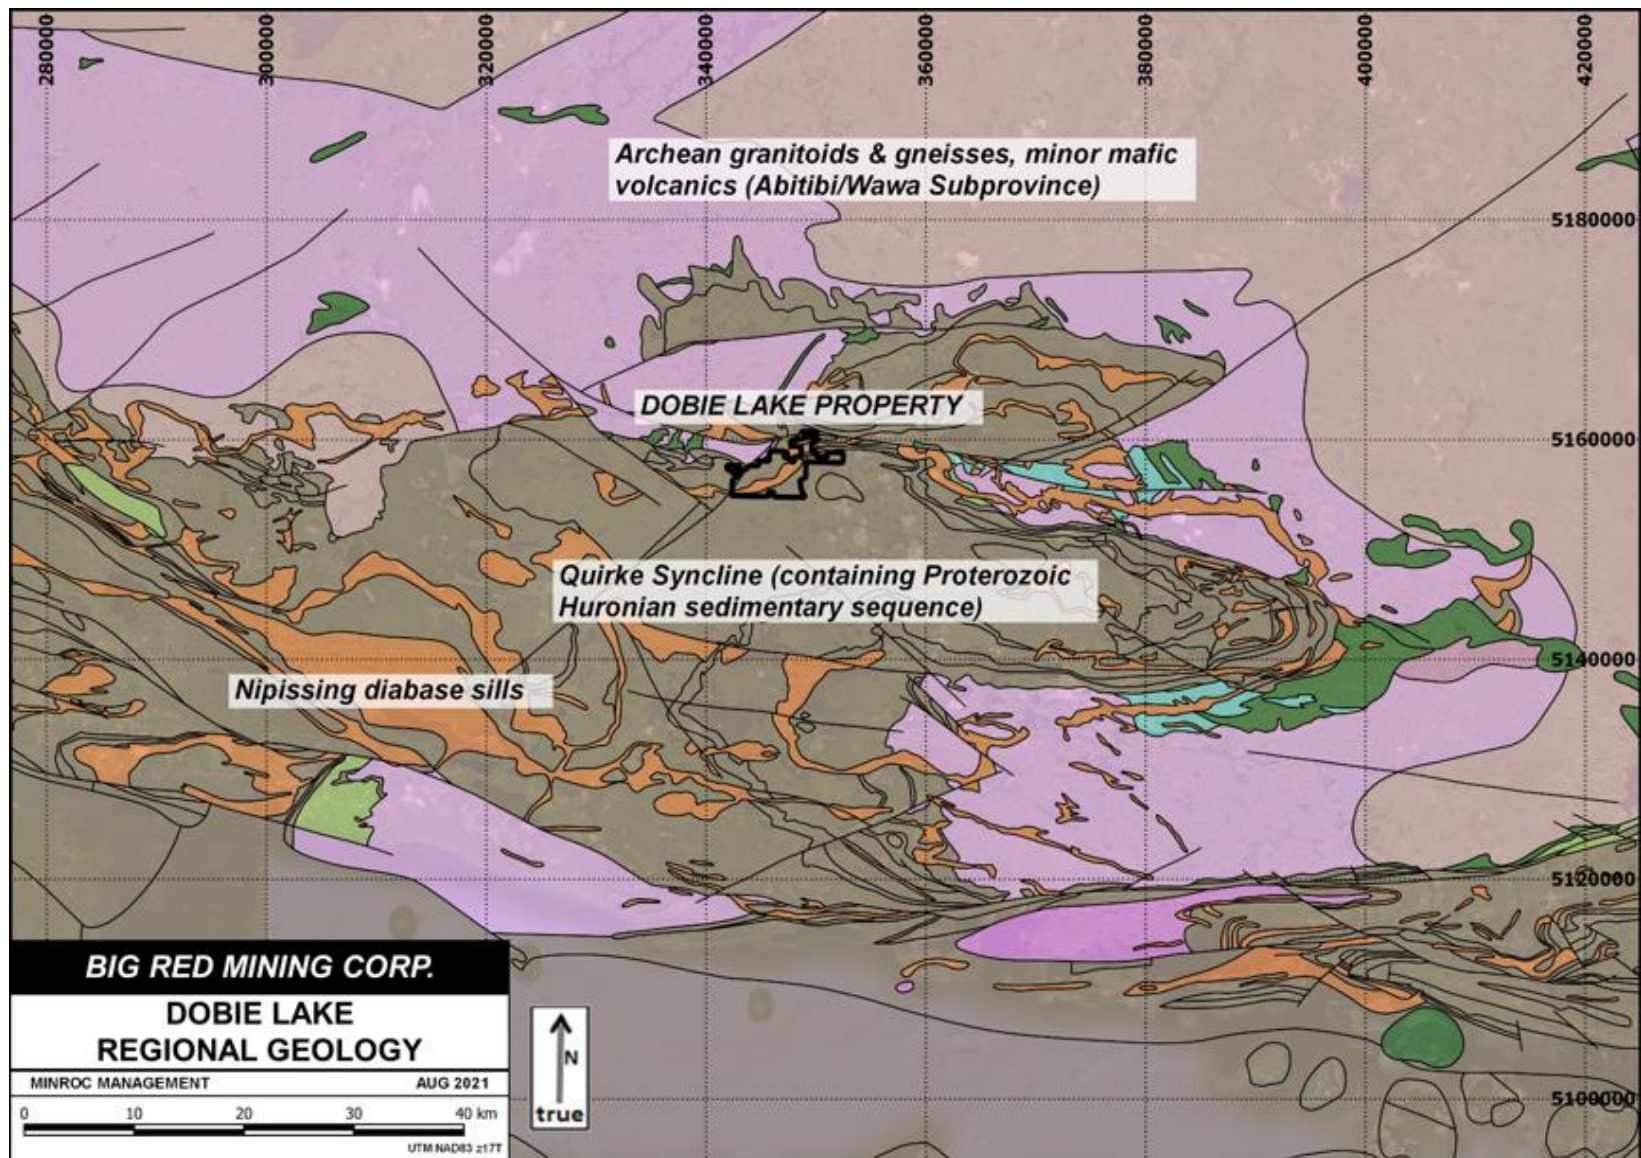 280000
300000
320000
340000
360000
380000
400000
420000
Archean granitoids & gneisses, minor mafic
volcanics (Abitibi/Wawa Subprovince)
5180000
DOBIE LAKE PROPERTY
5160000
Quirke Syncline (containing Proterozoic
Huronian sedimentary sequence)
5140000
Nipissing diabase sills
5120000
BIG RED MINING CORP.
DOBIE LAKE
REGIONAL GEOLOGY
MINROC MANAGEMENT AUG 2021
0 10 20 30 40 km
UTM NAD83 z17T
N
true
5100000